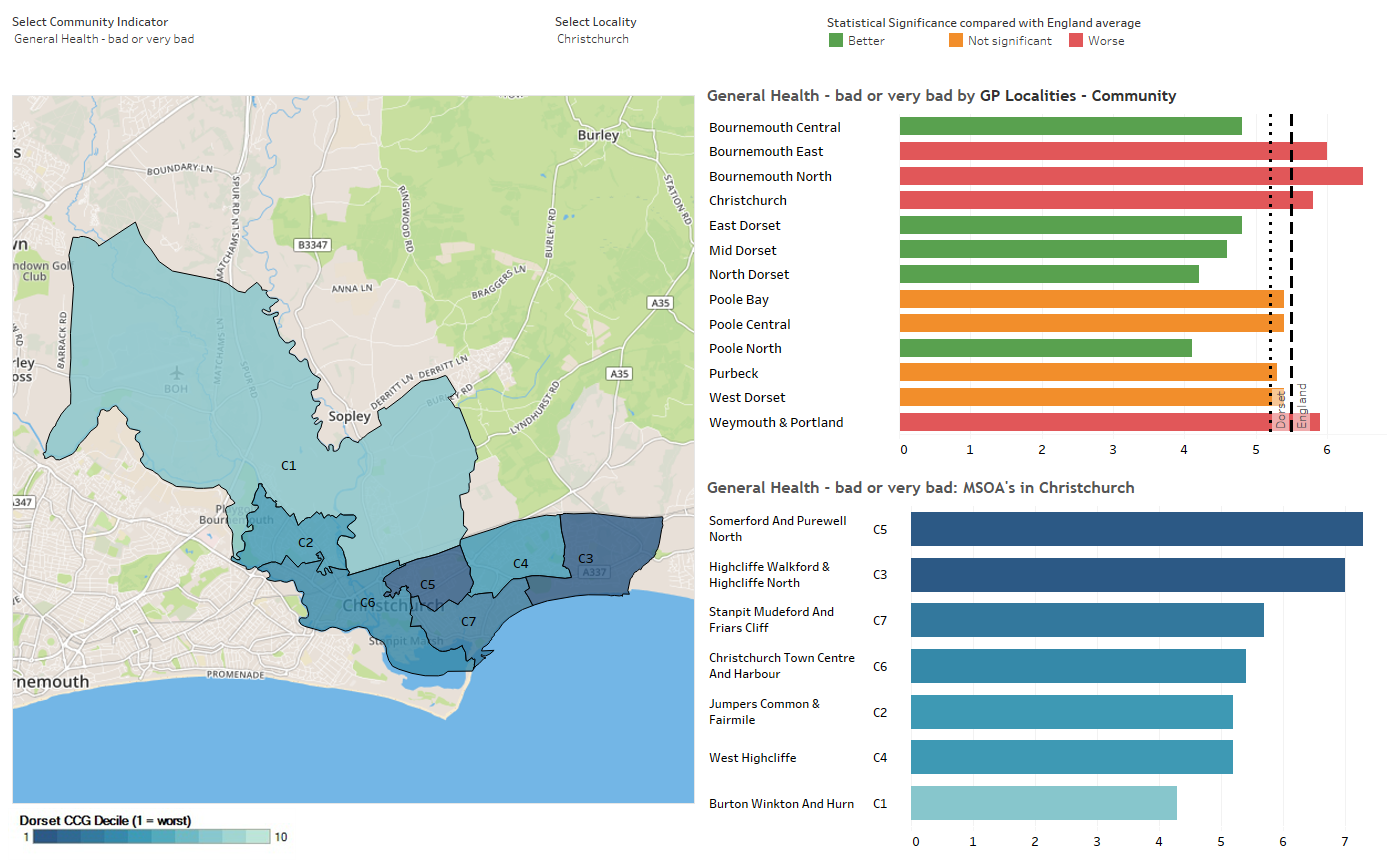 Select Community Indicator
General Health - bad or very bad
Select Locality
Christchurch
Statistical Significance compared with England average
Better
Not significant
Worse
Burley
BOUNDARY LN
SPUR RD
MATCHAMS LN
RINGWOOD RD
BURLEY RD
STATION RD
B3347
ANNA LN
BRAGGERS LN
A35
BARRACK RD
MATCHAMS LN
SPUR RD
BOH
DERRITT LN
DERRITT LN
A35
LYNDHURST RD
Sopley
C1
C2
C3
A337
C4
C5
C6
Christchurch
C7
Stanpit Marsh
PROMENADE
rnemouth
Club
Dorset CCG Decile (1 = worst)
1
10
General Health - bad or very bad by GP Localities - Community
Bournemouth Central
Bournemouth East
Bournemouth North
Christchurch
East Dorset
Mid Dorset
North Dorset
Poole Bay
Poole Central
Poole North
Purbeck
West Dorset
Weymouth & Portland
Dorset
England
0 1 2 3 4 5 6
General Health - bad or very bad: MSOA's in Christchurch
Somerford And Purewell
North
C5
Highcliffe Walkford &
Highcliffe North
C3
Stanpit Mudeford And
Friars Cliff
C7
Christchurch Town Centre
And Harbour
C6
Jumpers Common &
Fairmile
C2
West Highcliffe
C4
Burton Winkton And Hurn
C1
0 1 2 3 4 5 6 7